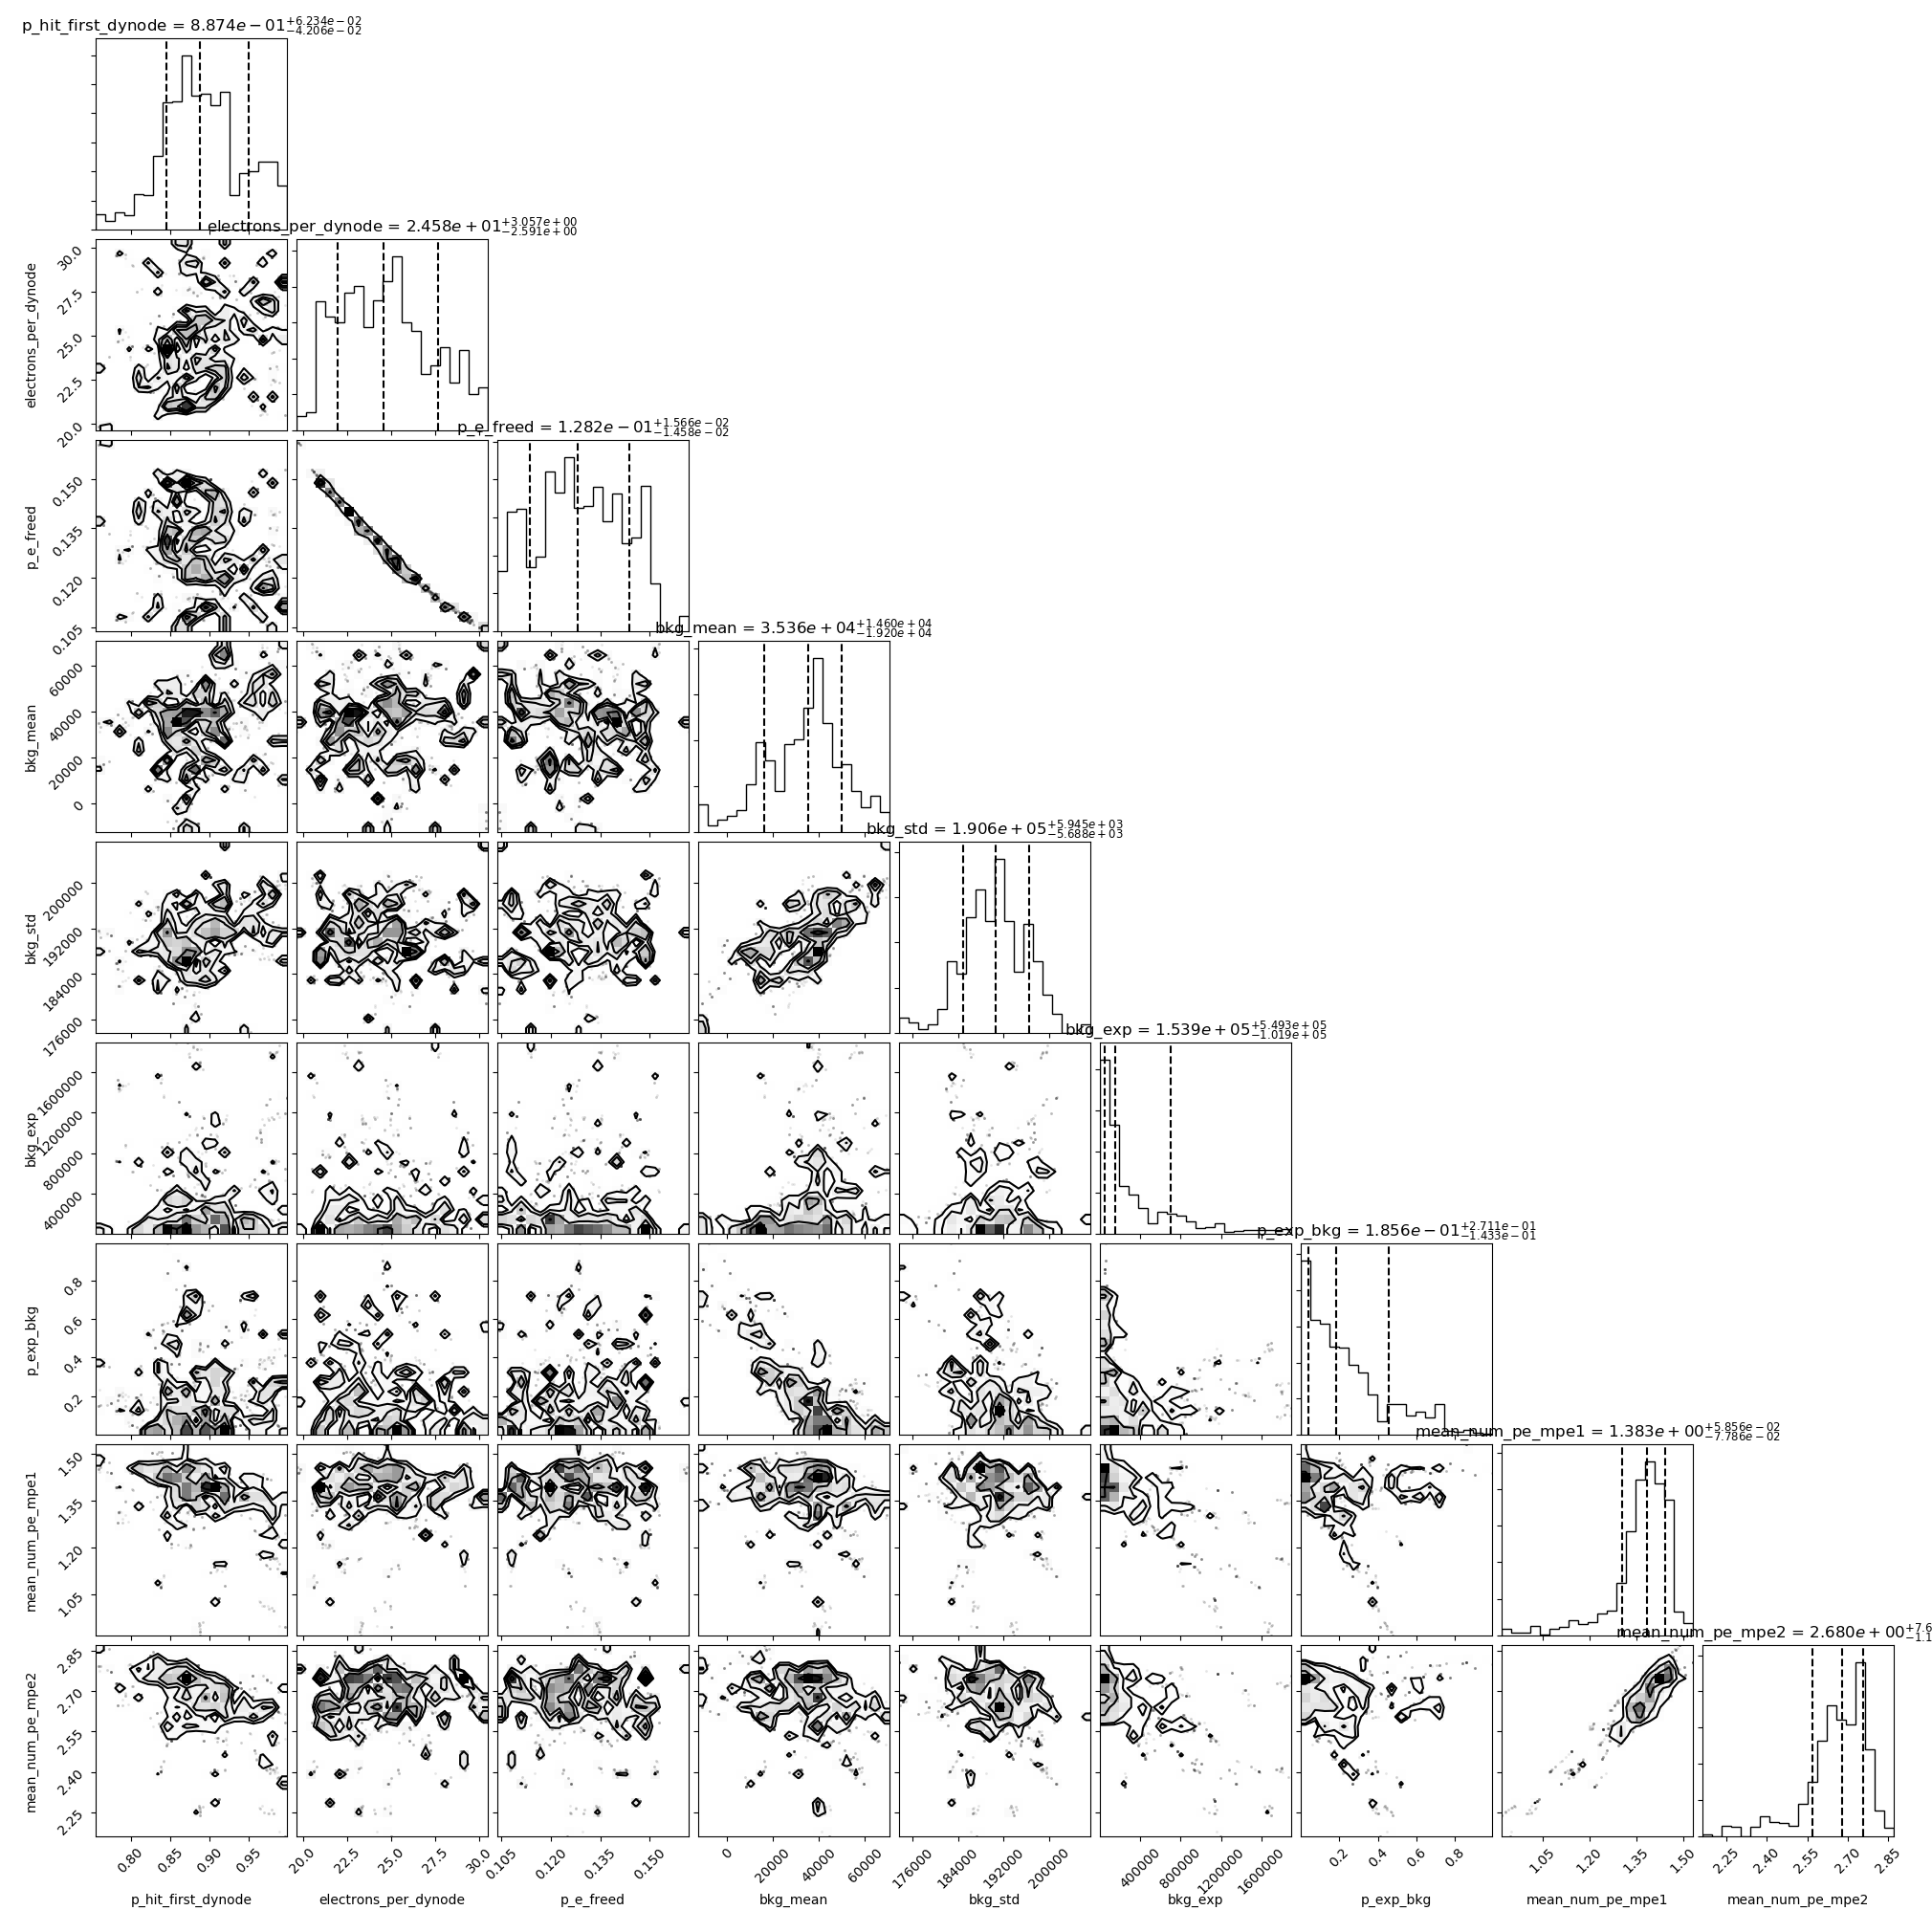 p_hit_first_dynode = 8.874e−01+6.234e−02−4.206e−02
electrons_per_dynode = 2.458e+01+3.057e+00−2.591e+00
30.0
27.5
25.0
22.5
20.0
electrons_per_dynode
p_e_freed = 1.282e−01+1.566e−02−1.458e−02
0.150
0.135
0.120
0.105
p_e_freed
bkg_mean = 3.536e+04+1.460e+04−1.920e+04
60000
40000
20000
0
bkg_mean
bkg_std = 1.906e+05+5.945e+03−5.688e+03
200000
192000
184000
176000
bkg_std
bkg_exp = 1.539e+05+5.493e+05−1.019e+05
1600000
1200000
800000
400000
bkg_exp
p_exp_bkg = 1.856e−01+2.711e−01−1.433e−01
0.8
0.6
0.4
0.2
p_exp_bkg
mean_num_pe_mpe1 = 1.383e+00+5.856e−02−7.786e−02
1.50
1.35
1.20
1.05
mean_num_pe_mpe1
mean_num_pe_mpe2 = 2.680e+00+7.6−1.1
2.85
2.70
2.55
2.40
2.25
mean_num_pe_mpe2
0.80 0.85 0.90 0.95
20.0 22.5 25.0 27.5 30.0
0.105 0.120 0.135 0.150
0 20000 40000 60000
176000 184000 192000 200000
400000 800000 1200000 1600000
0.2 0.4 0.6 0.8
1.05 1.20 1.35 1.50
2.25 2.40 2.55 2.70 2.85
p_hit_first_dynode
electrons_per_dynode
p_e_freed
bkg_mean
bkg_std
bkg_exp
p_exp_bkg
mean_num_pe_mpe1
mean_num_pe_mpe2